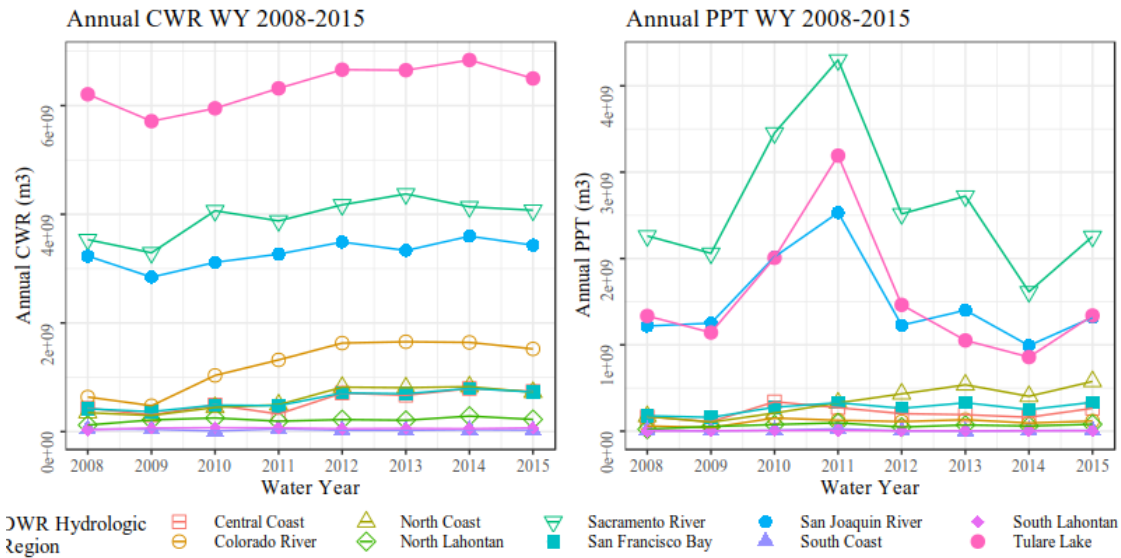 Annual CWR WY 2008-2015
Annual CWR (m3)
0e+00 2e+09 4e+09 6e+09
2008 2009 2010 2011 2012 2013 2014 2015
Water Year
Annual PPT WY 2008-2015
Annual PPT (m3)
0e+00 1e+09 2e+09 3e+09 4e+09
2008 2009 2010 2011 2012 2013 2014 2015
Water Year
DWR Hydrologic
Region
Central Coast North Coast Sacramento River San Joaquin River South Lahontan
Colorado River North Lahontan San Francisco Bay South Coast Tulare Lake